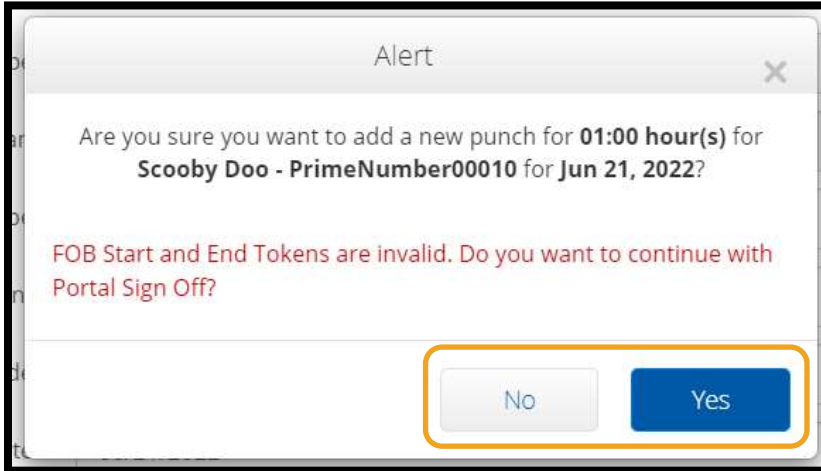 Alert
Are you sure you want to add a new punch for 01:00 hour(s) for
Scooby Doo - PrimeNumber00010 for Jun 21, 2022?
FOB Start and End Tokens are invalid. Do you want to continue with
Portal Sign Off?
No
Yes